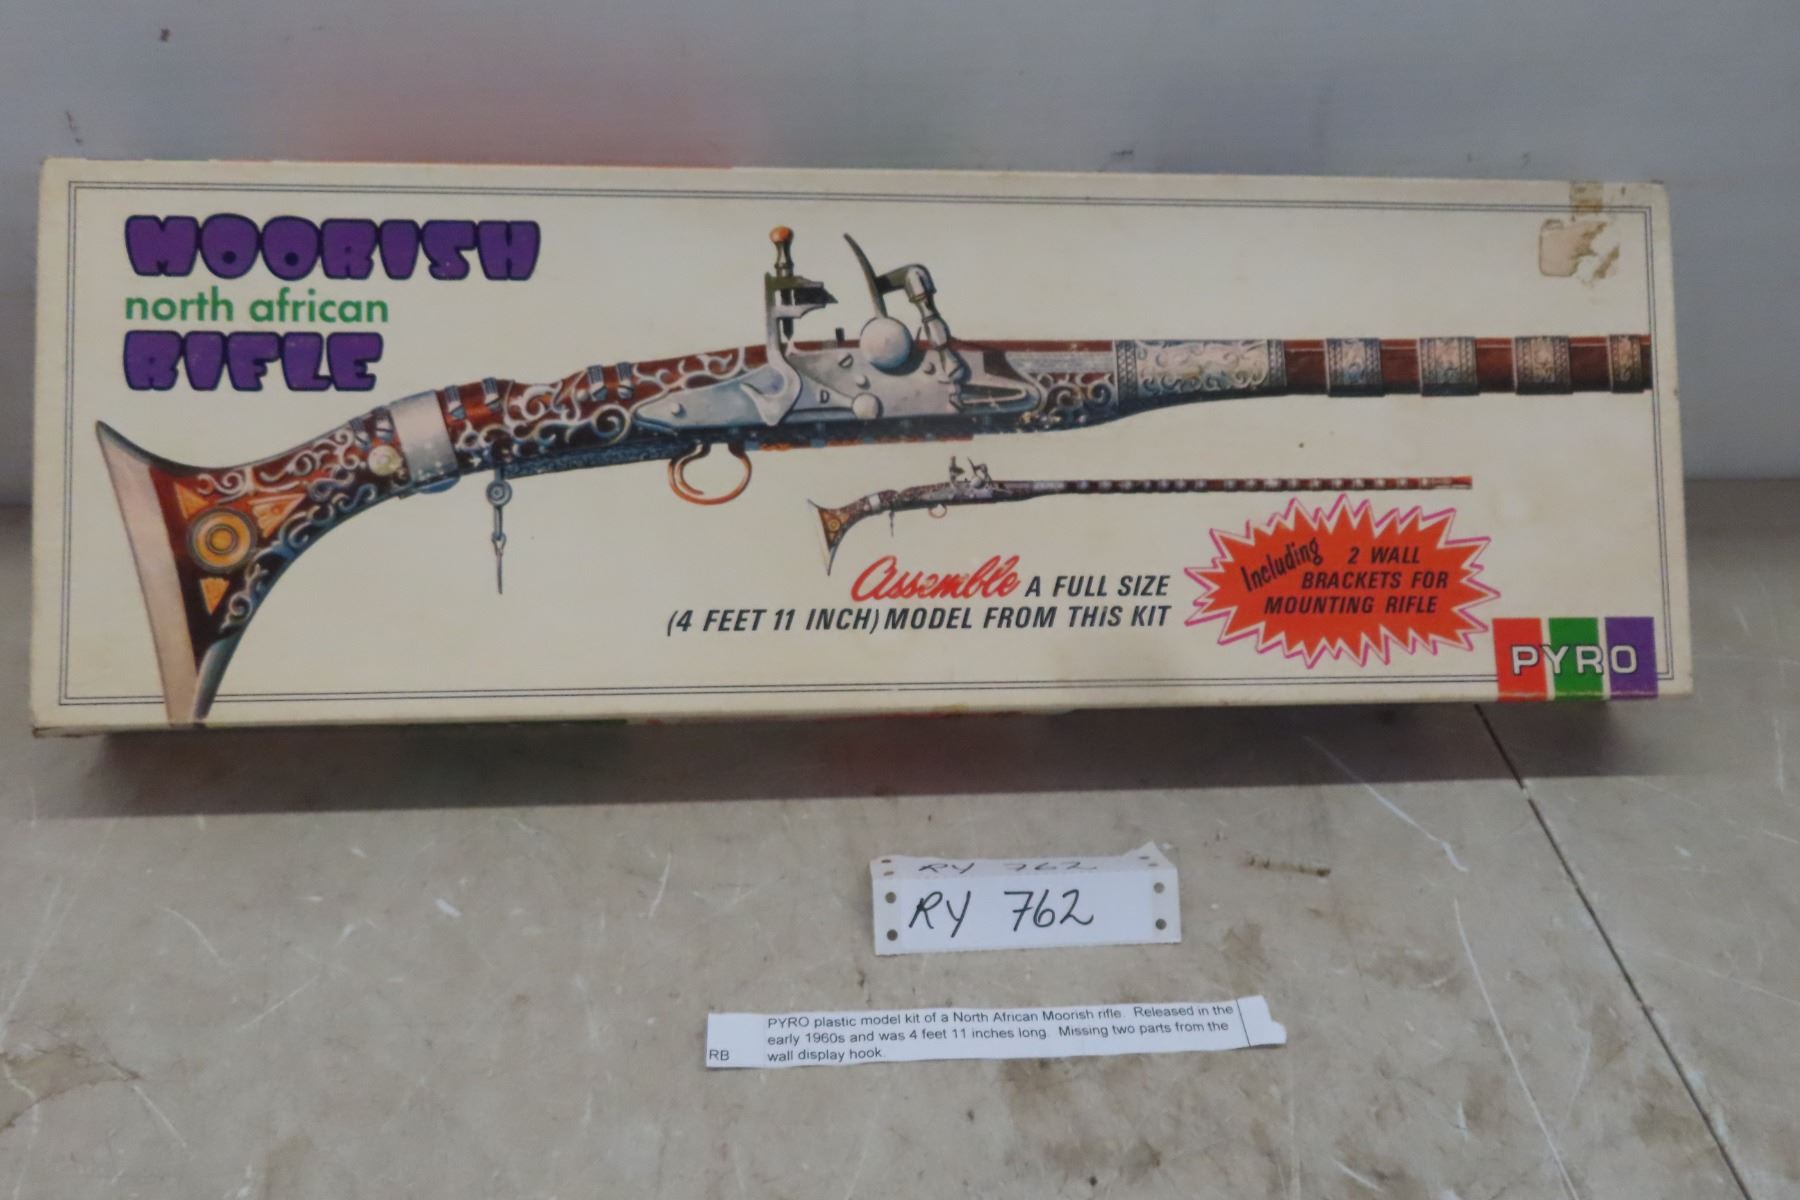 MOORISH
north african
RIFLE
D
Assemble A FULL SIZE
(4 FEET 11 INCH) MODEL FROM THIS KIT
Including 2 WALL
BRACKETS FOR
MOUNTING RIFLE
PYRO
RY 762
RY 762
PYRO plastic model kit of a North African Moorish rifle. Released in the
early 1960s and was 4 feet 11 inches long. Missing two parts from the
RB wall display hook.